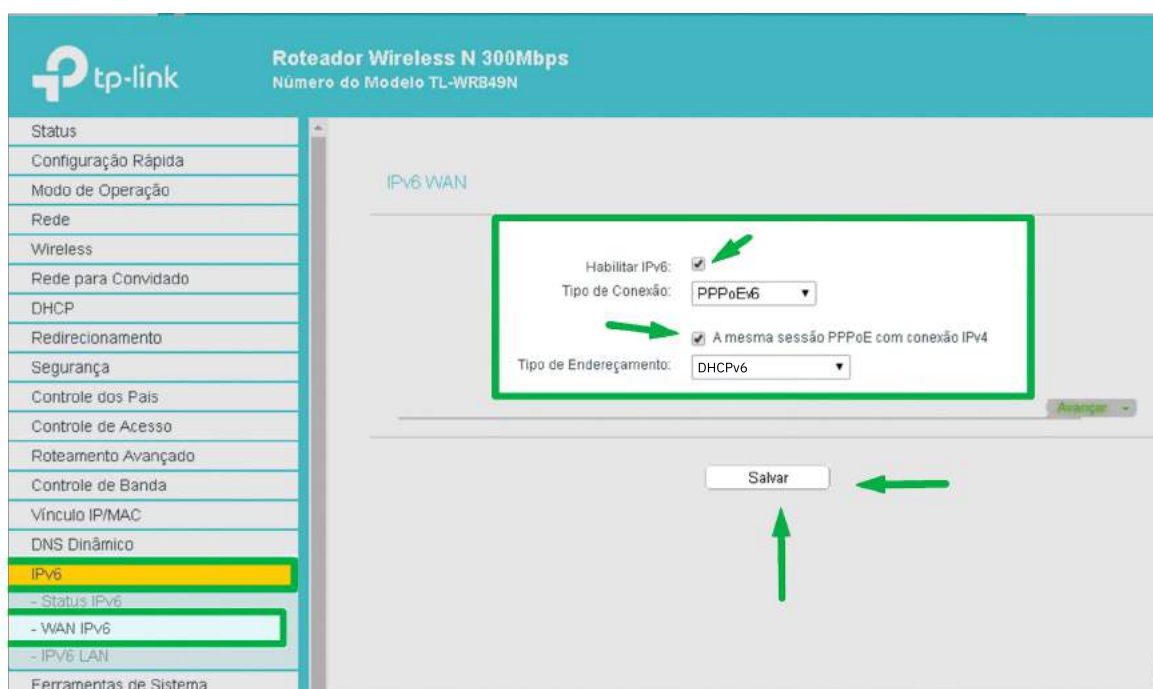 tp-link
Roteador Wireless N 300Mbps
Número do Modelo TL-WR849N
Status
Configuração Rápida
Modo de Operação
Rede
Wireless
Rede para Convidado
DHCP
Redirecionamento
Segurança
Controle dos Pais
Controle de Acesso
Roteamento Avançado
Controle de Banda
Vínculo IP/MAC
DNS Dinâmico
IPv6
- Status IPv6
- WAN IPv6
- IPV6 LAN
Ferramentas de Sistema
IPv6 WAN
Habilitar IPv6:
Tipo de Conexão: PPPoEv6
A mesma sessão PPPoE com conexão IPv4
Tipo de Endereçamento: DHCPv6
Avançar
Salvar